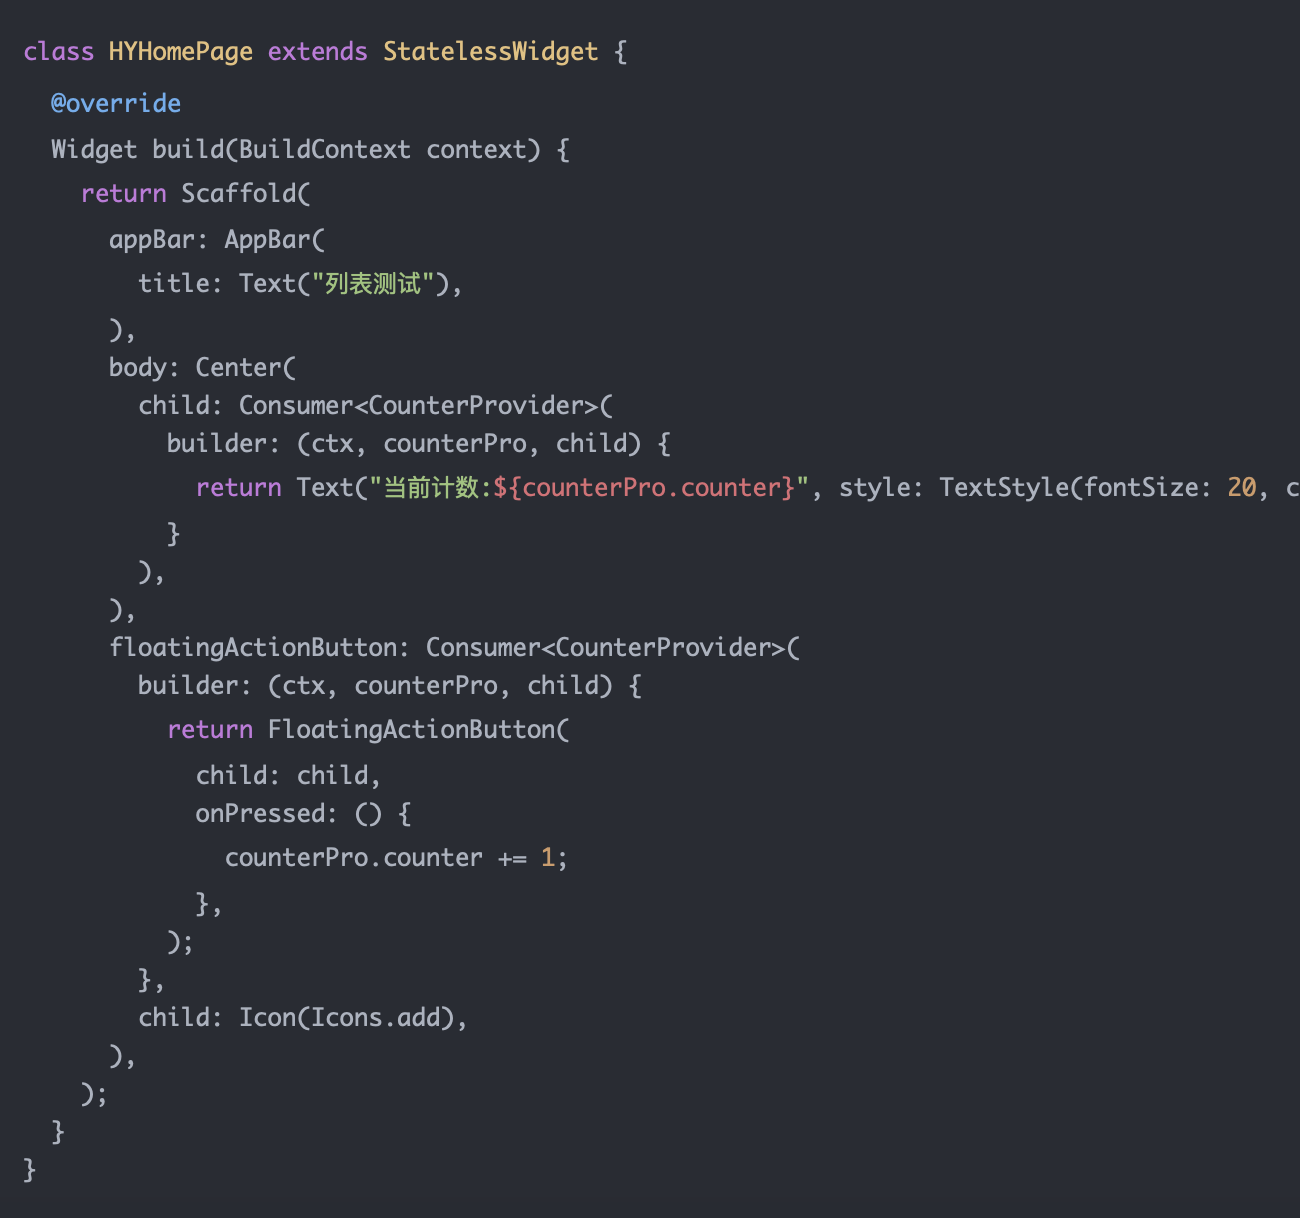 class HYHomePage extends StatelessWidget {
  @override
  Widget build(BuildContext context) {
    return Scaffold(
      appBar: AppBar(
        title: Text("列表测试"),
      ),
      body: Center(
        child: Consumer<CounterProvider>(
          builder: (ctx, counterPro, child) {
            return Text("当前计数:${counterPro.counter}", style: TextStyle(fontSize: 20, c
          }
        ),
      ),
      floatingActionButton: Consumer<CounterProvider>(
        builder: (ctx, counterPro, child) {
          return FloatingActionButton(
            child: child,
            onPressed: () {
              counterPro.counter += 1;
            },
          );
        },
        child: Icon(Icons.add),
      ),
    );
  }
}